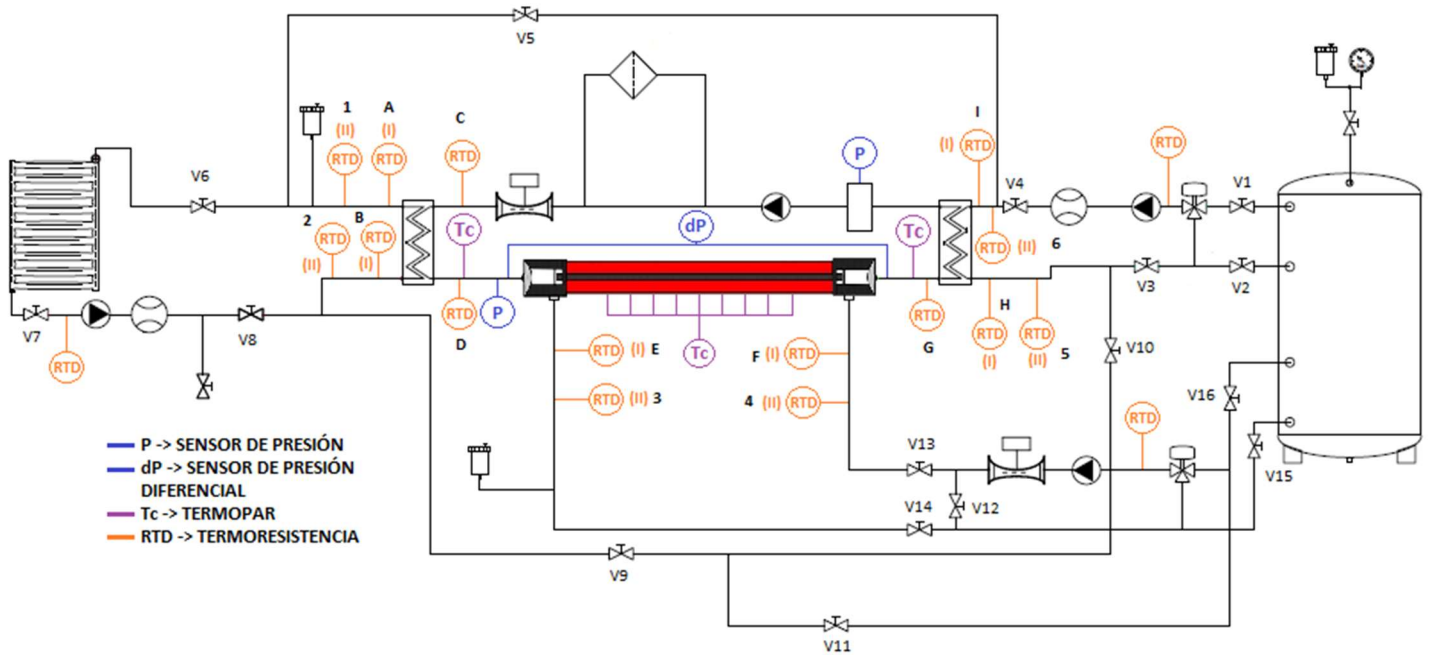 V5
1
A
C
I
(II)
(I)
(I)
RTD
RTD
RTD
RTD
RTD
P
V6
V4
V1
2
B
RTD
RTD
(II)
(I)
Tc
dP
Tc
RTD
(II)
6
V3
V2
V7
RTD
V8
RTD
D
P
RTD
G
H
RTD
(I)
RTD
(II)
5
V10
RTD
(I)
E
Tc
F
(I)
RTD
RTD
(II)
3
4
(II)
RTD
V16
RTD
P -> SENSOR DE PRESIÓN
dP -> SENSOR DE PRESIÓN
DIFERENCIAL
Tc -> TERMOPAR
RTD -> TERMORESISTENCIA
V13
V14
V12
V15
V9
V11